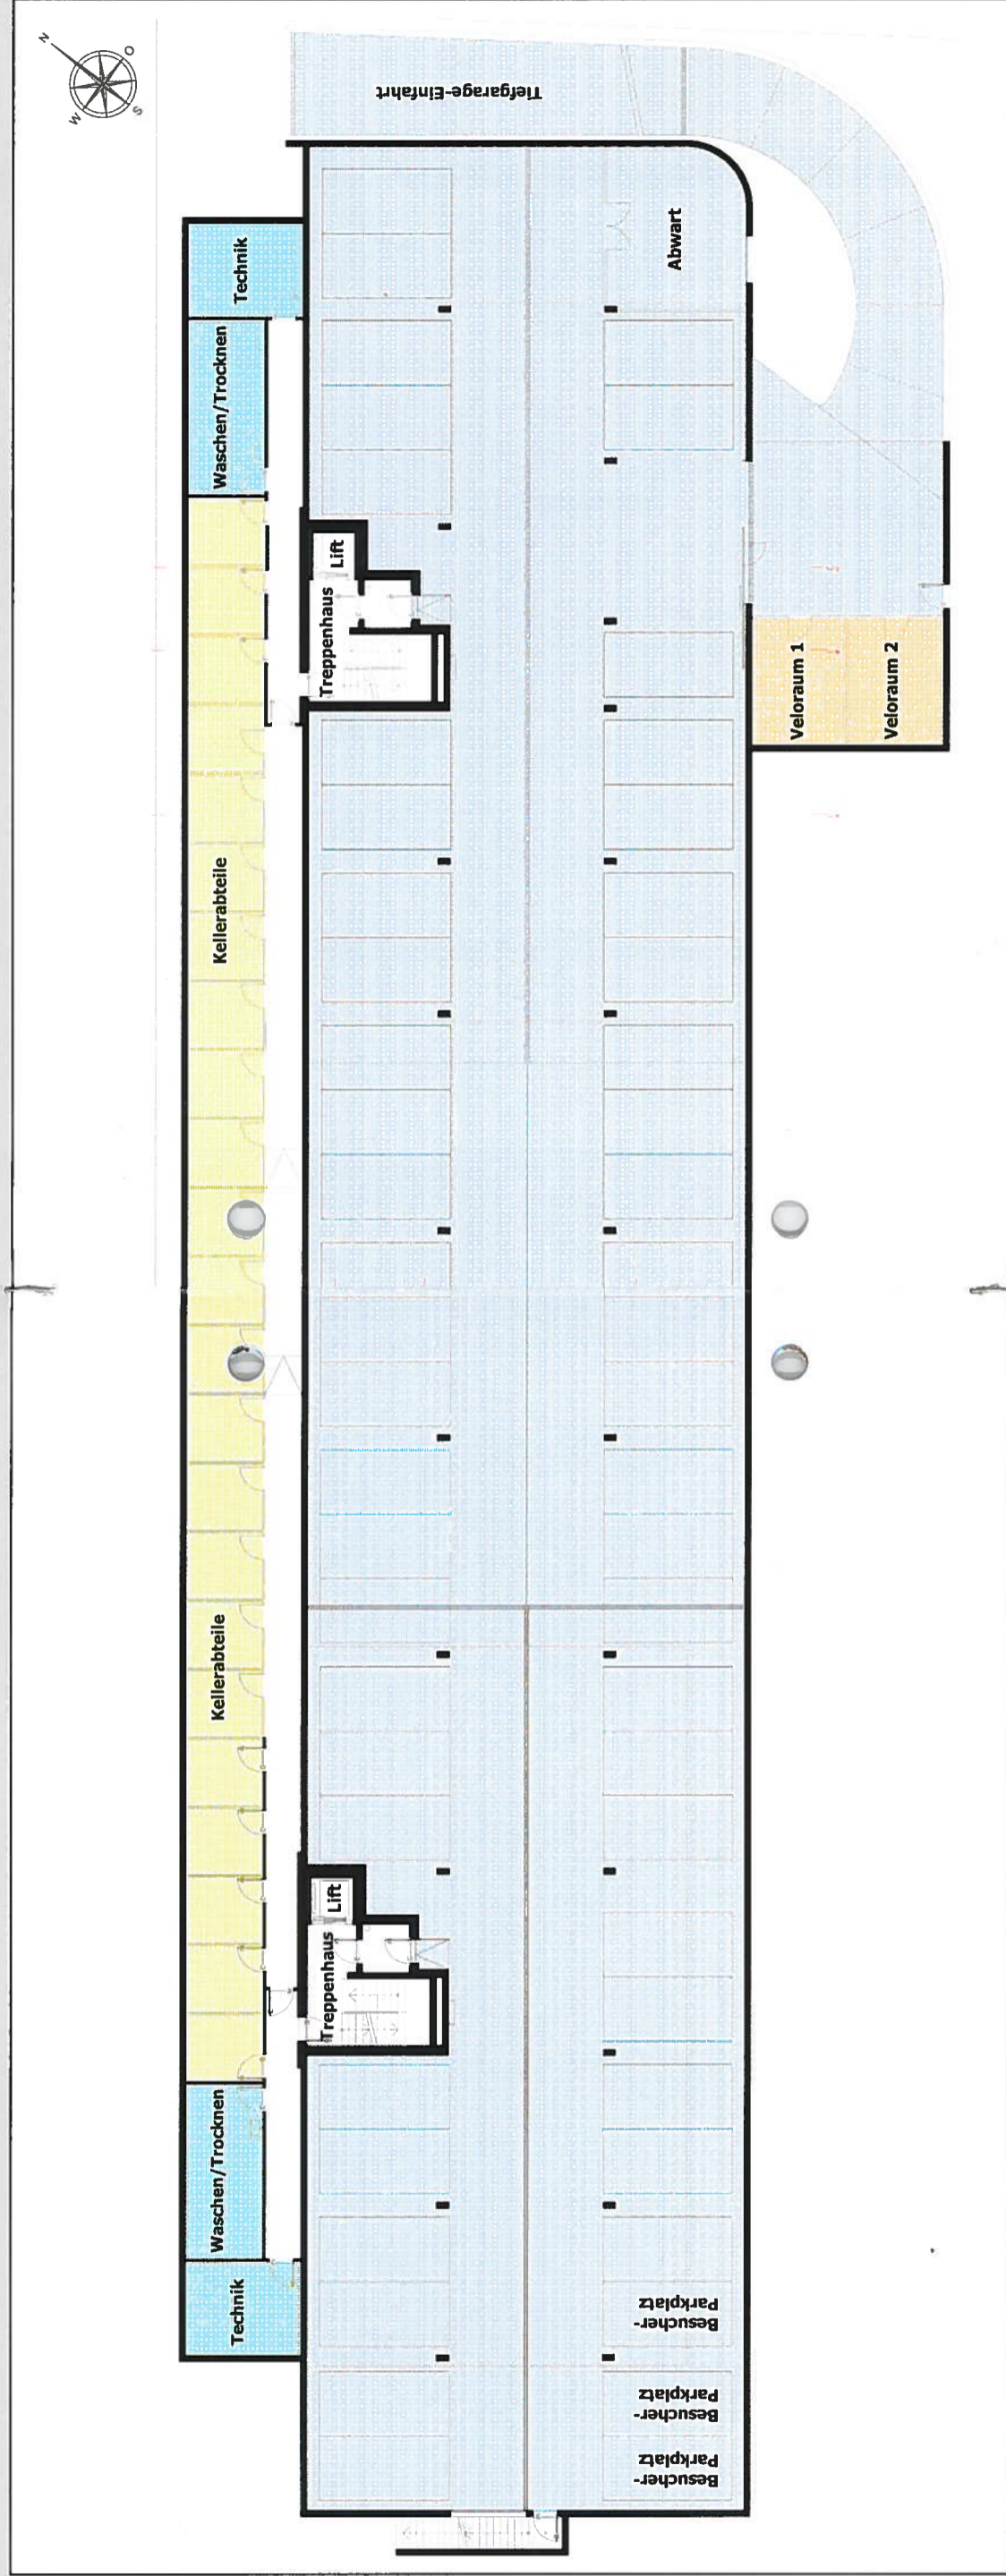 N
O
W
S
Tiefgarage-Einfahrt
Technik
Abwart
Waschen/Trocknen
Lift
Treppenhaus
Veloraum 1
Veloraum 2
Kellerabteile
Kellerabteile
Lift
Treppenhaus
Waschen/Trocknen
Technik
Besucher-
Parkplatz
Besucher-
Parkplatz
Besucher-
Parkplatz